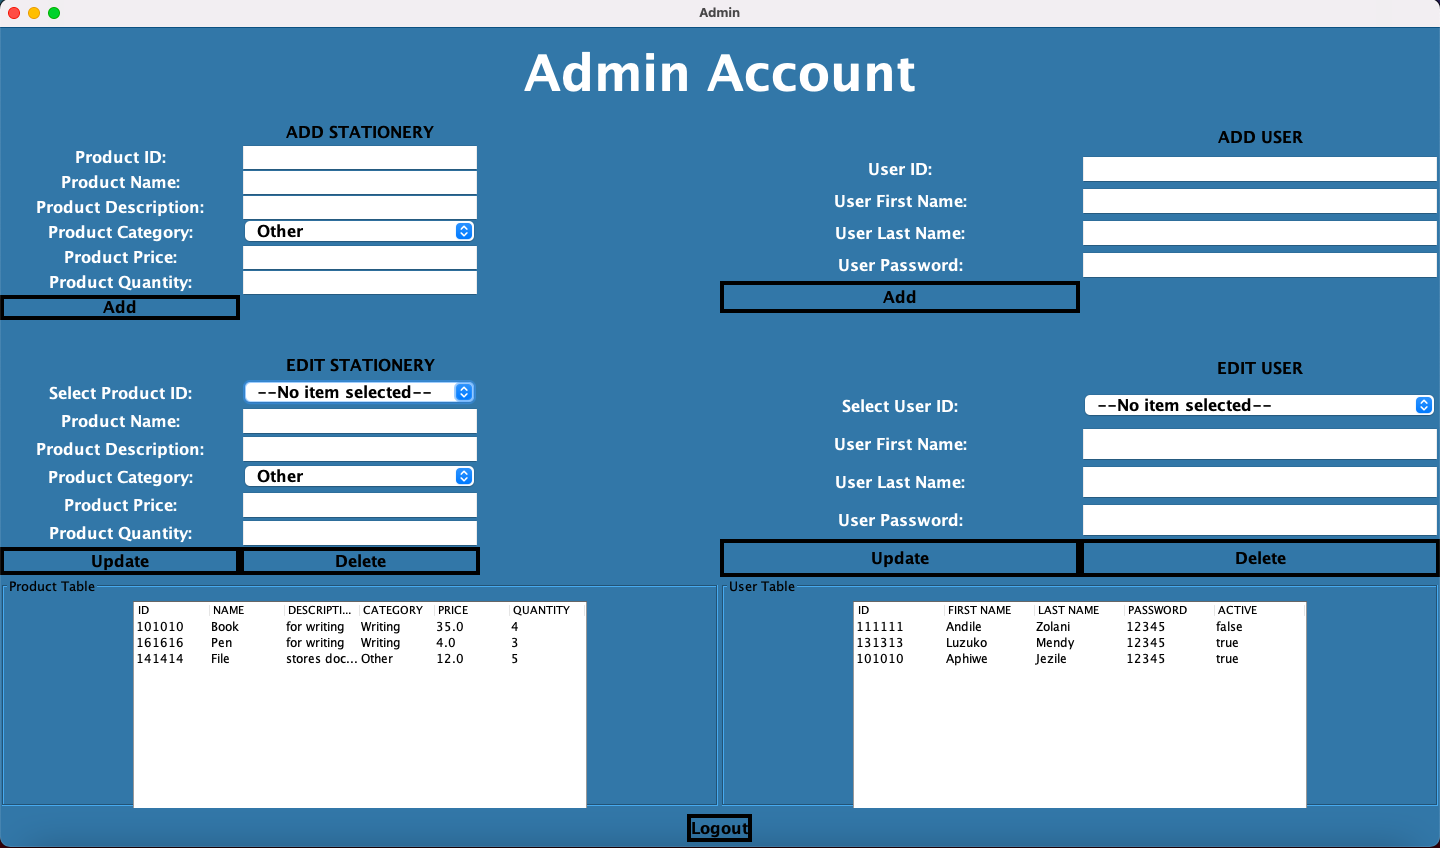 Admin
Admin Account
ADD STATIONERY
Product ID:
Product Name:
Product Description:
Product Category: Other
Product Price:
Product Quantity:
Add
ADD USER
User ID:
User First Name:
User Last Name:
User Password:
Add
EDIT STATIONERY
Select Product ID: --No item selected--
Product Name:
Product Description:
Product Category: Other
Product Price:
Product Quantity:
Update Delete
EDIT USER
Select User ID: --No item selected--
User First Name:
User Last Name:
User Password:
Update Delete
Product Table
ID NAME DESCRIPTI... CATEGORY PRICE QUANTITY
101010 Book for writing Writing 35.0 4
161616 Pen for writing Writing 4.0 3
141414 File stores doc... Other 12.0 5
User Table
ID FIRST NAME LAST NAME PASSWORD ACTIVE
111111 Andile Zolani 12345 false
131313 Luzuko Mendy 12345 true
101010 Aphiwe Jezile 12345 true
Logout